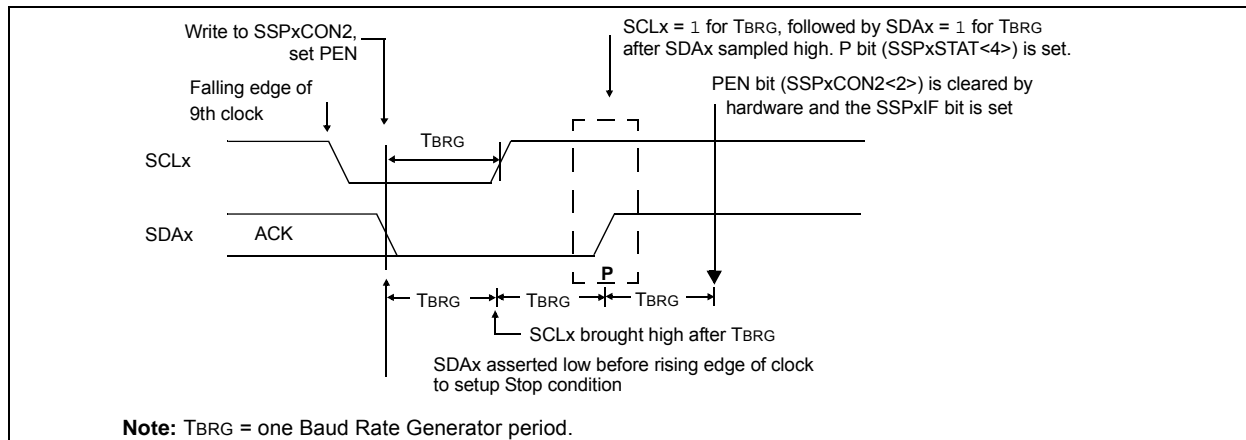 Write to SSPxCON2,
set PEN
SCLx = 1 for TBRG, followed by SDAx = 1 for TBRG
after SDAx sampled high. P bit (SSPxSTAT<4>) is set.
Falling edge of
9th clock
PEN bit (SSPxCON2<2>) is cleared by
hardware and the SSPxIF bit is set
TBRG
SCLx
SDAx
ACK
P
TBRG
TBRG
TBRG
SCLx brought high after TBRG
SDAx asserted low before rising edge of clock
to setup Stop condition
Note: TBRG = one Baud Rate Generator period.